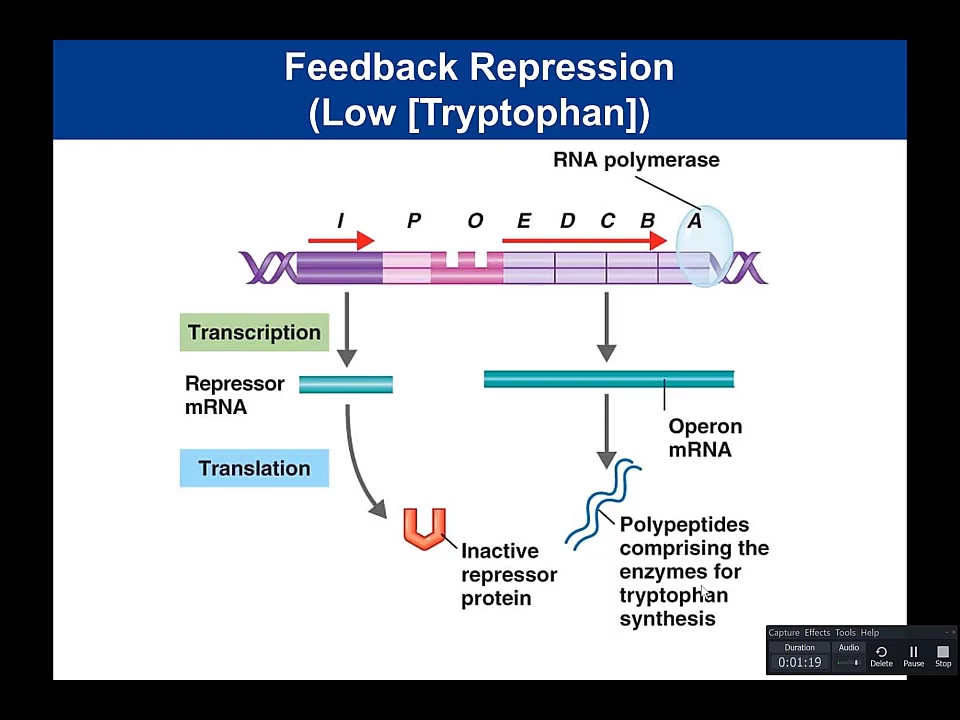 Feedback Repression
(Low [Tryptophan])
RNA polymerase
I P O E D C B A
Transcription
Repressor
mRNA
Operon
mRNA
Translation
Inactive
repressor
protein
Polypeptides
comprising the
enzymes for
tryptophan
synthesis
Capture Effects Tools Help
Duration
0:01:19
Audio
Delete
Pause
Stop